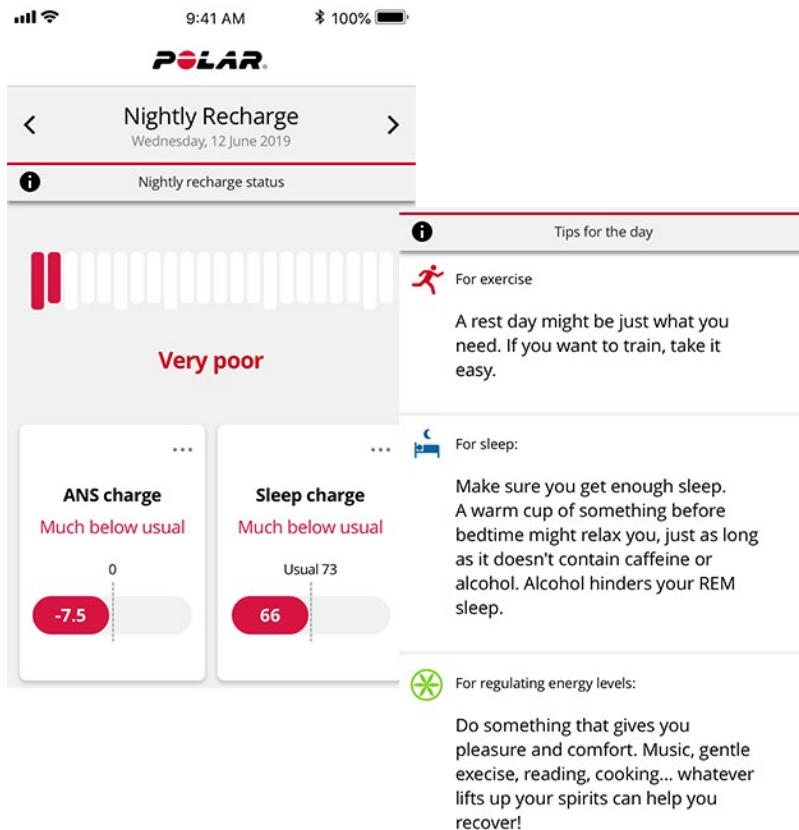 9:41 AM
100%
POLAR.
Nightly Recharge
Wednesday, 12 June 2019
Nightly recharge status
Very poor
ANS charge
Much below usual
0
-7.5
Sleep charge
Much below usual
Usual 73
66
Tips for the day
For exercise
A rest day might be just what you
need. If you want to train, take it
easy.
For sleep:
Make sure you get enough sleep.
A warm cup of something before
bedtime might relax you, just as long
as it doesn't contain caffeine or
alcohol. Alcohol hinders your REM
sleep.
For regulating energy levels:
Do something that gives you
pleasure and comfort. Music, gentle
execise, reading, cooking... whatever
lifts up your spirits can help you
recover!